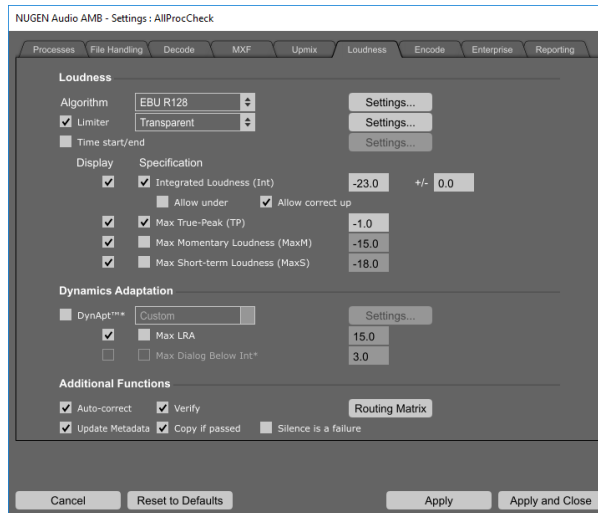 NUGEN Audio AMB - Settings : AllProcCheck
Processes File Handling Decode MXF Upmix Loudness Encode Enterprise Reporting
Loudness
Algorithm EBU R128 Settings...
Limiter Transparent Settings...
Time start/end Settings...
Display Specification
Integrated Loudness (Int) -23.0 +/- 0.0
Allow under Allow correct up
Max True-Peak (TP) -1.0
Max Momentary Loudness (MaxM) -15.0
Max Short-term Loudness (MaxS) -18.0
Dynamics Adaptation
DynApt™* Custom Settings...
Max LRA 15.0
Max Dialog Below Int* 3.0
Additional Functions
Auto-correct Verify Routing Matrix
Update Metadata Copy if passed Silence is a failure
Cancel Reset to Defaults Apply Apply and Close